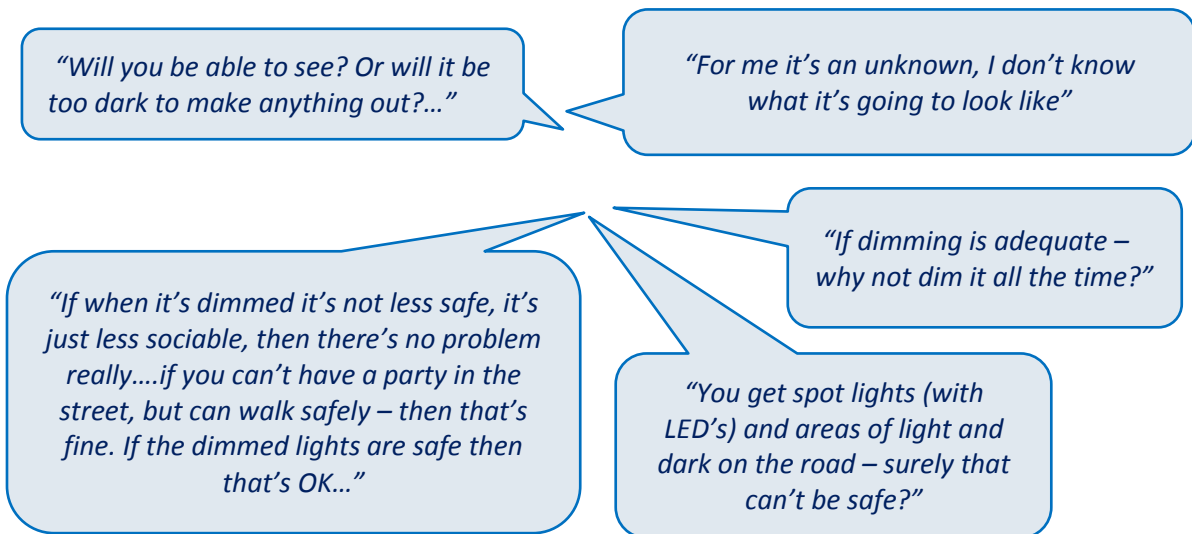 “Will you be able to see? Or will it be
too dark to make anything out?…”
“For me it’s an unknown, I don’t know
what it’s going to look like”
“If dimming is adequate –
why not dim it all the time?”
“If when it’s dimmed it’s not less safe, it’s
just less sociable, then there’s no problem
really….if you can’t have a party in the
street, but can walk safely – then that’s
fine. If the dimmed lights are safe then
that’s OK…”
“You get spot lights (with
LED’s) and areas of light and
dark on the road – surely that
can’t be safe?”